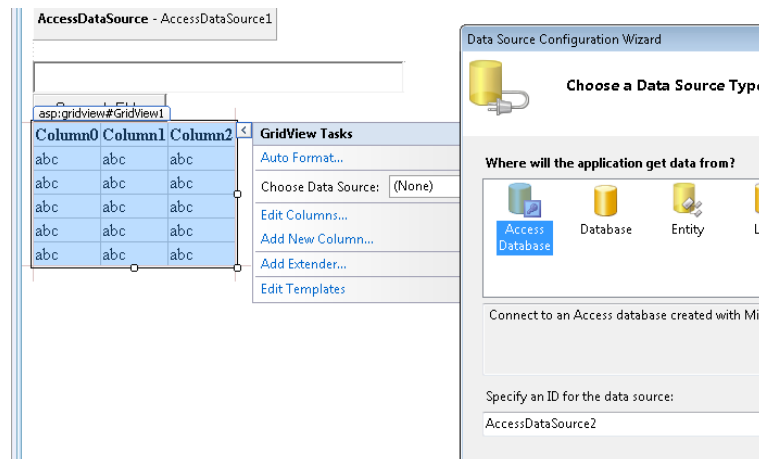 AccessDataSource - AccessDataSource1
asp:gridview#GridView1
Column0 Column1 Column2
abc abc abc
abc abc abc
abc abc abc
abc abc abc
abc abc abc
GridView Tasks
Auto Format...
Choose Data Source: (None)
Edit Columns...
Add New Column...
Add Extender...
Edit Templates
Data Source Configuration Wizard
Choose a Data Source Type
Where will the application get data from?
Access Database
Database
Entity
L
Connect to an Access database created with Mi
Specify an ID for the data source:
AccessDataSource2